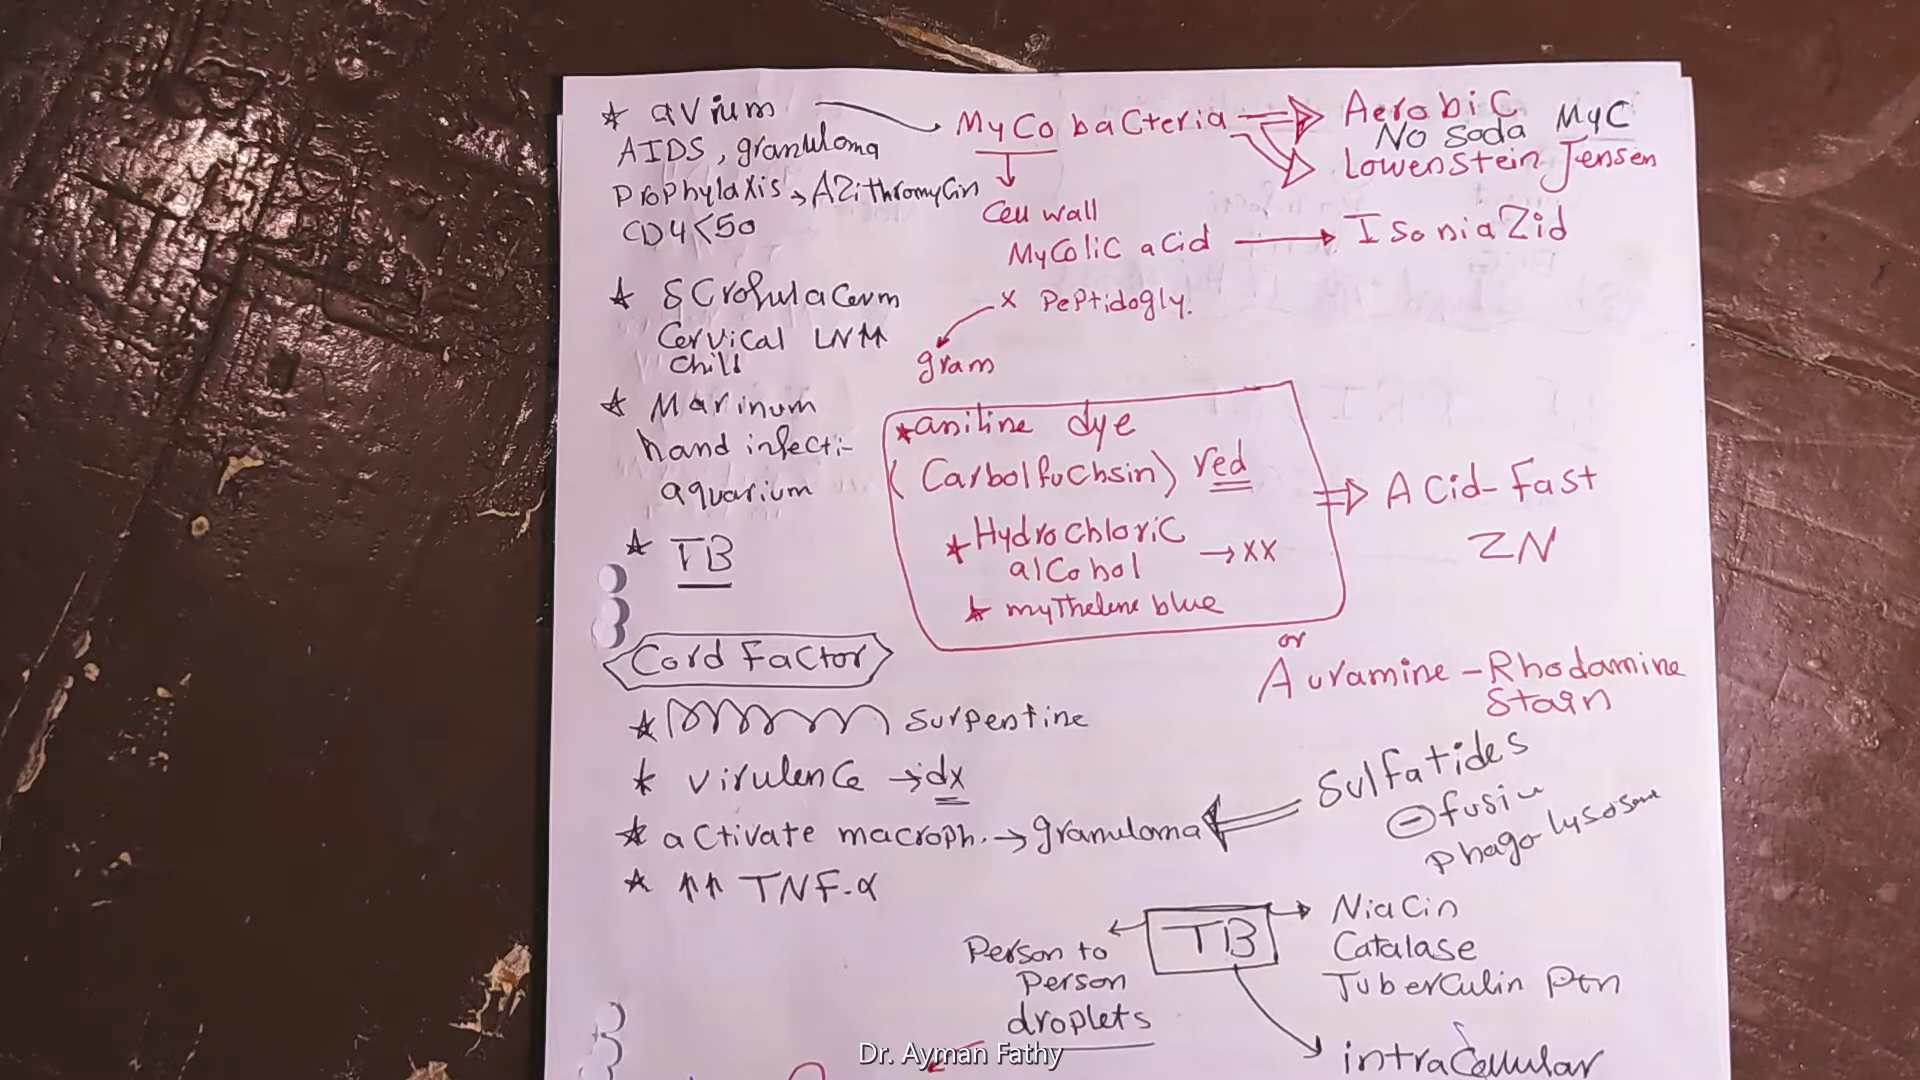 ★ avium
AIDS, granuloma
Prophylaxis → AZithromycin
CD4<50
★ SCrofulaCeum
Cervical LNM
Chill
★ Marinum
hand infecti-
aquarium
★ TB
MyCobaCteria
Cell wall
MyColiC aCid → IsoniaZid
x Peptidogly.
gram
AerobiC
No Soda MyC
Lowenstein Jensen
★ aniline dye
(Carbolfuchsin) red
★ HydroChloriC
alCohol → xx
★ mythelene blue
⇒ ACid-Fast
ZN
or
Auramine - Rhodamine
Stain
Cord FaCtor
★ Surpentine
★ virulenCe → dx
★ aCtivate macroph. → granuloma
★ ↑↑ TNF-α
Sulfatides
⊖ fusion
phagolysosome
TB
Person to
Person
droplets
NiaCin
Catalase
TuberCulin Ptn
intraCellular
Dr. Ayman Fathy